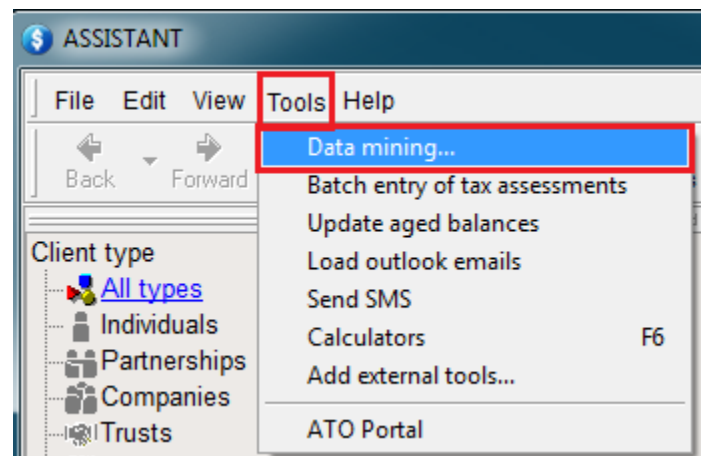 ASSISTANT
File Edit View Tools Help
Back Forward
Data mining...
Batch entry of tax assessments
Update aged balances
Load outlook emails
Send SMS
Calculators F6
Add external tools...
ATO Portal
Client type
All types
Individuals
Partnerships
Companies
Trusts